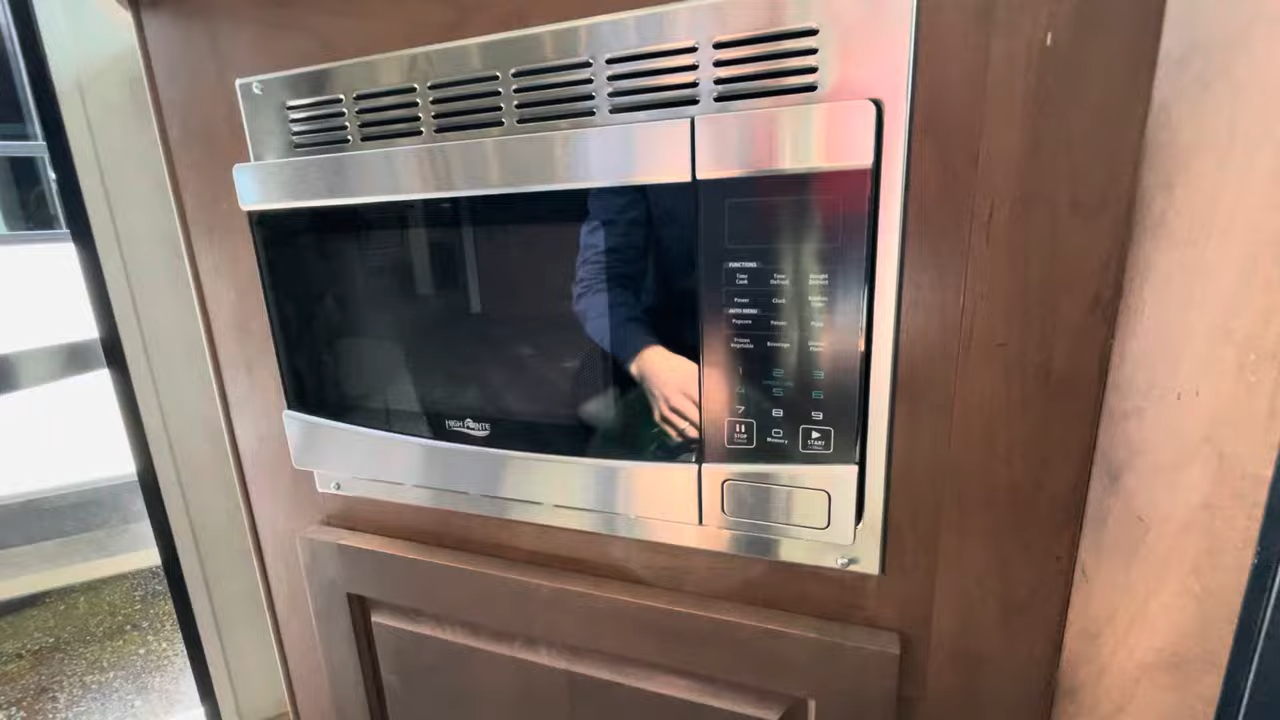 FUNCTIONS
Time Cook
Time Defrost
Weight Defrost
Power
Clock
Kitchen Timer
AUTO MENU
Popcorn
Potato
Pizza
Frozen Vegetable
Beverage
Dinner Plate
1 2 3
4 5 6
7 8 9
STOP
0
Memory
START
HIGH POINTE